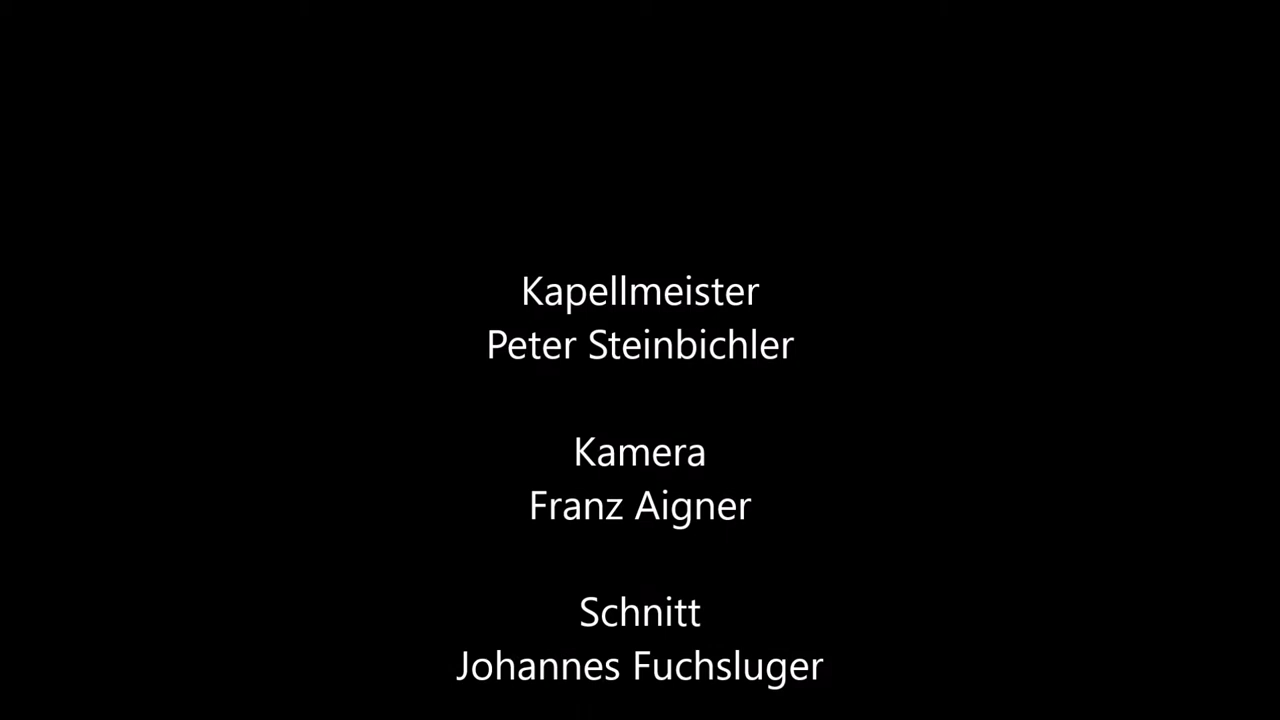 Kapellmeister
Peter Steinbichler
Kamera
Franz Aigner
Schnitt
Johannes Fuchsluger